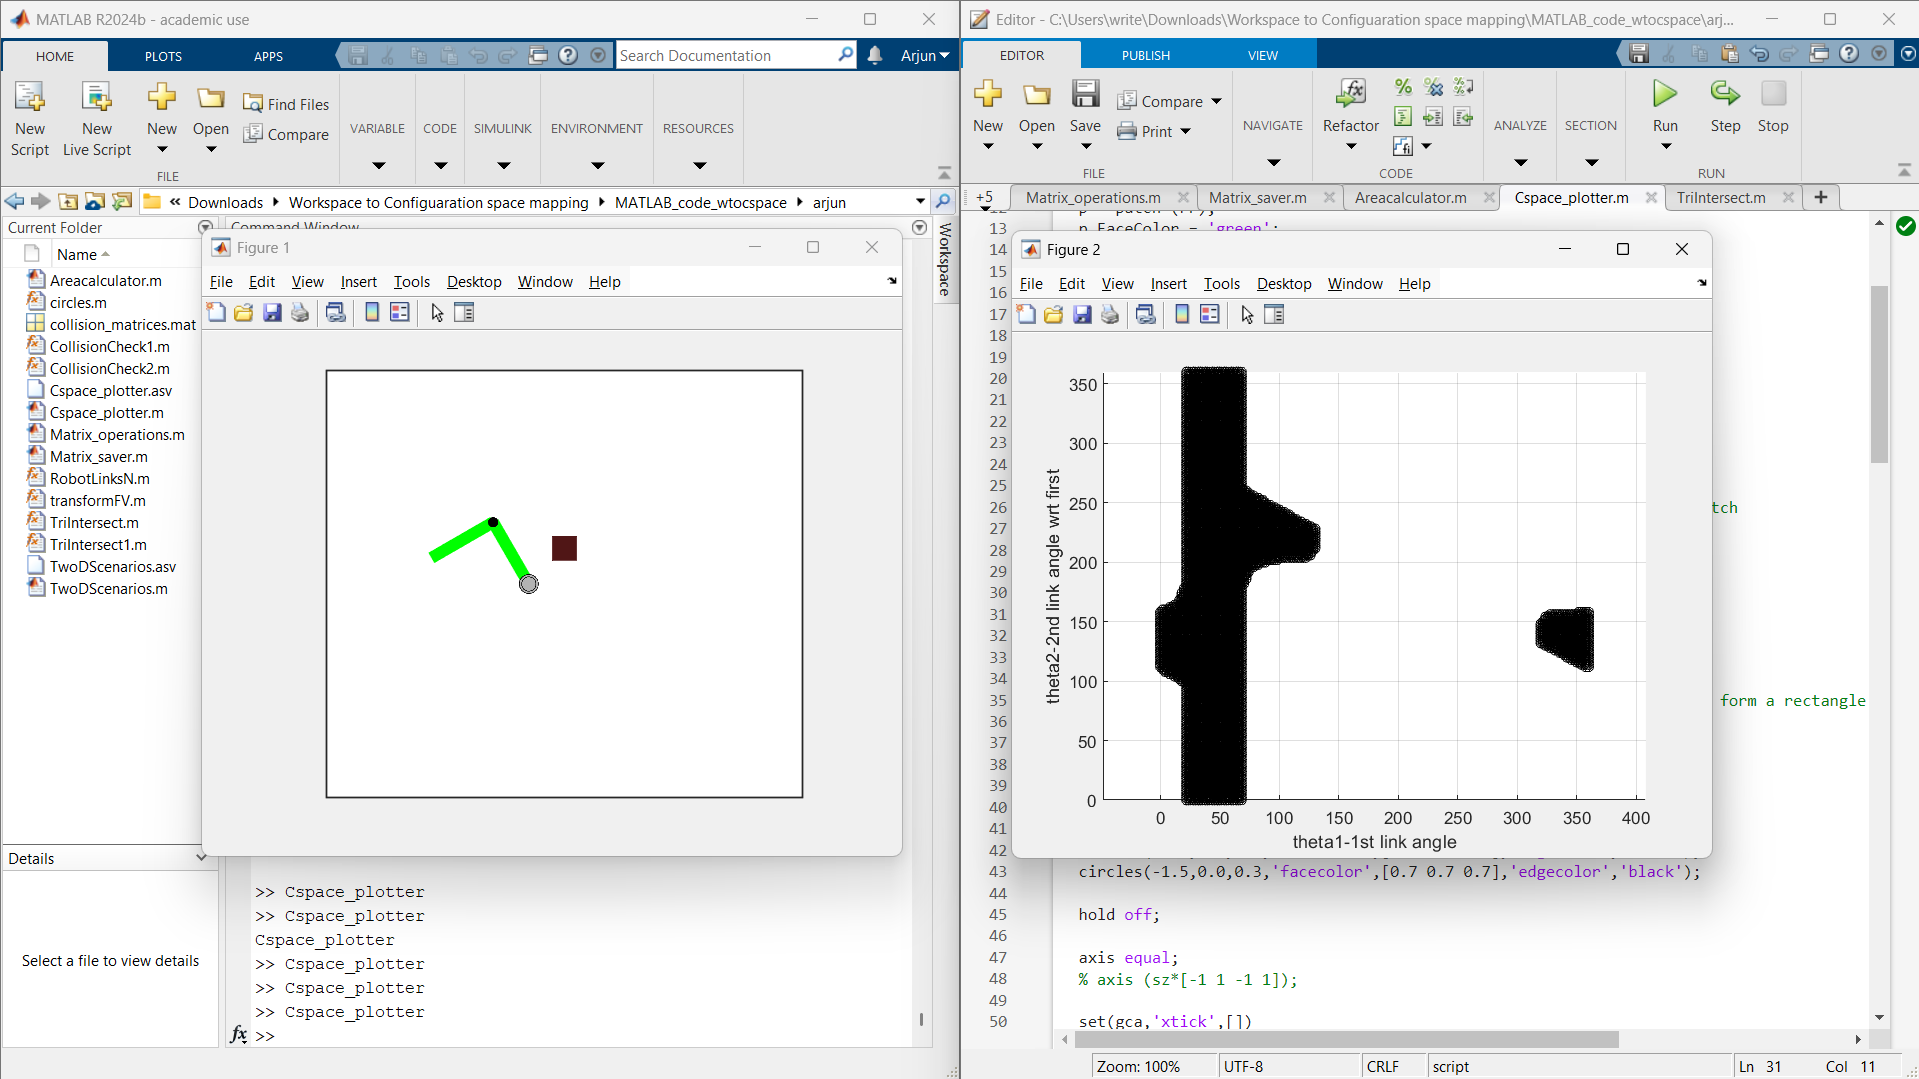 MATLAB R2024b - academic use
HOME PLOTS APPS
Search Documentation
Arjun
New Script
New Live Script
New
Open
Find Files
Compare
VARIABLE
CODE
SIMULINK
ENVIRONMENT
RESOURCES
FILE
« Downloads Workspace to Configuaration space mapping MATLAB_code_wtocspace arjun
Current Folder
Command Window
Workspace
Name
Areacalculator.m
circles.m
collision_matrices.mat
CollisionCheck1.m
CollisionCheck2.m
Cspace_plotter.asv
Cspace_plotter.m
Matrix_operations.m
Matrix_saver.m
RobotLinksN.m
transformFV.m
TriIntersect.m
TriIntersect1.m
TwoDScenarios.asv
TwoDScenarios.m
Details
Select a file to view details
Figure 1
File Edit View Insert Tools Desktop Window Help
>> Cspace_plotter
>> Cspace_plotter
Cspace_plotter
>> Cspace_plotter
>> Cspace_plotter
>> Cspace_plotter
fx >>
Editor - C:\Users\write\Downloads\Workspace to Configuaration space mapping\MATLAB_code_wtocspace\arj...
EDITOR PUBLISH VIEW
New
Open
Save
Compare
Print
NAVIGATE
Refactor
ANALYZE
SECTION
Run
Step
Stop
FILE
CODE
RUN
+5 Matrix_operations.m Matrix_saver.m Areacalculator.m Cspace_plotter.m TriIntersect.m +
13 p.FaceColor = 'green';
14
15
16
17
18
19
20
21
22
23
24
25
26 tch
27
28
29
30
31
32
33
34
35 form a rectangle
36
37
38
39
40
41
42
43 circles(-1.5,0.0,0.3,'facecolor',[0.7 0.7 0.7],'edgecolor','black');
44
45 hold off;
46
47 axis equal;
48 % axis (sz*[-1 1 -1 1]);
49
50 set(gca,'xtick',[])
Figure 2
File Edit View Insert Tools Desktop Window Help
theta2-2nd link angle wrt first
350
300
250
200
150
100
50
0
0 50 100 150 200 250 300 350 400
theta1-1st link angle
Zoom: 100% UTF-8 CRLF script Ln 31 Col 11